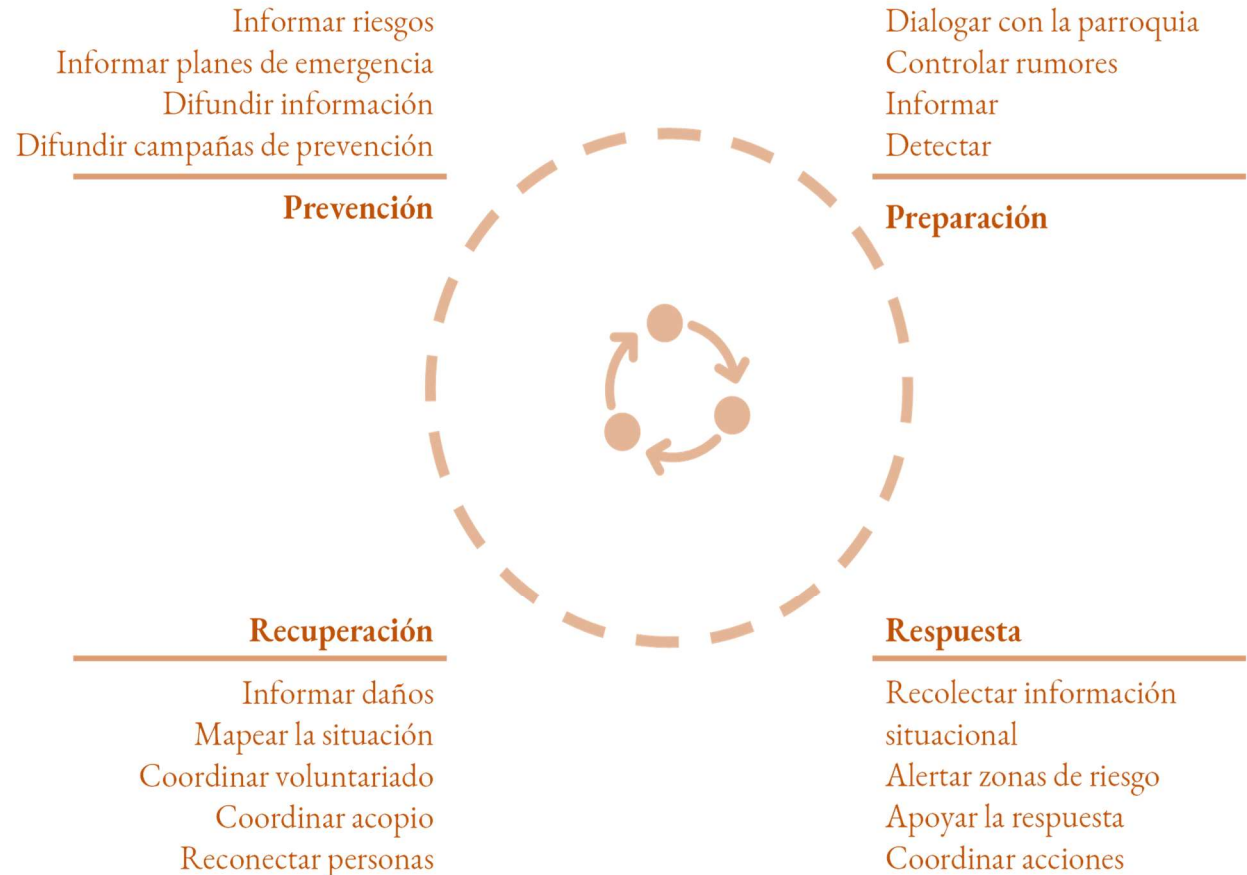 Informar riesgos
Informar planes de emergencia
Difundir información
Difundir campañas de prevención
Prevención
Dialogar con la parroquia
Controlar rumores
Informar
Detectar
Preparación
Recuperación
Informar daños
Mapear la situación
Coordinar voluntariado
Coordinar acopio
Reconectar personas
Respuesta
Recolectar información
situacional
Alertar zonas de riesgo
Apoyar la respuesta
Coordinar acciones